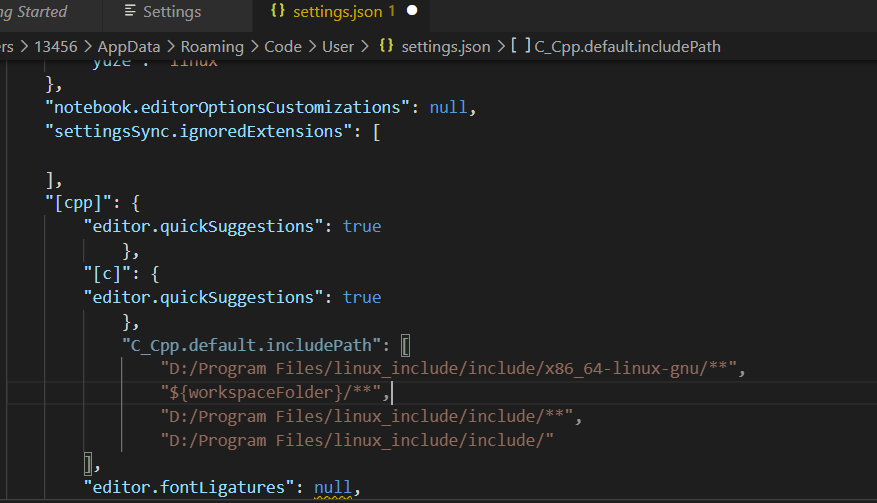 ng Started
Settings
{} settings.json 1
ers > 13456 > AppData > Roaming > Code > User > {} settings.json > [ ] C_Cpp.default.includePath
"yuze": "linux"
},
"notebook.editorOptionsCustomizations": null,
"settingsSync.ignoredExtensions": [
],
"[cpp]": {
"editor.quickSuggestions": true
},
"[c]": {
"editor.quickSuggestions": true
},
"C_Cpp.default.includePath": [
"D:/Program Files/linux_include/include/x86_64-linux-gnu/**",
"${workspaceFolder}/**",
"D:/Program Files/linux_include/include/**",
"D:/Program Files/linux_include/include/"
],
"editor.fontLigatures": null,